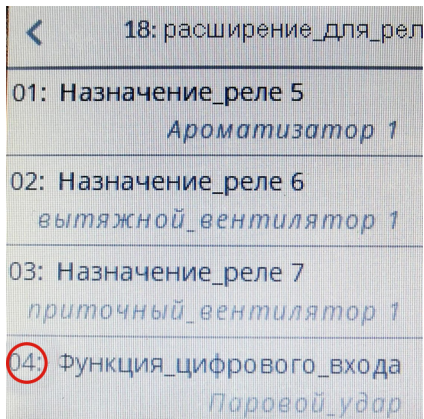 18: расширение_для_рел
01: Назначение_реле 5
Ароматизатор 1
02: Назначение_реле 6
вытяжной_вентилятор 1
03: Назначение_реле 7
приточный_вентилятор 1
04: Функция_цифрового_входа
Паровой_удар